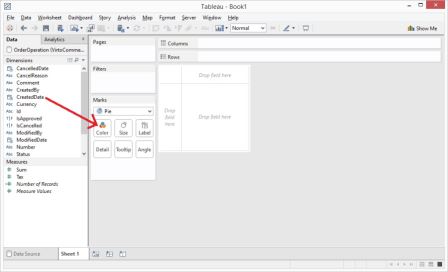 Tableau - Book1
File Data Worksheet Dashboard Story Analysis Map Format Server Window Help
Normal
Show Me
Data Analytics
OrderOperation (VirtoComme...
Dimensions
CancelledDate
CancelReason
Comment
CreatedBy
CreatedDate
Currency
Id
IsApproved
IsCancelled
ModifiedBy
ModifiedDate
Number
Status
Measures
Sum
Tax
Number of Records
Measure Values
Pages
Filters
Marks
Pie
Color Size Label
Detail Tooltip Angle
Columns
Rows
Drop field here
Drop field here
Drop field here
Data Source Sheet 1